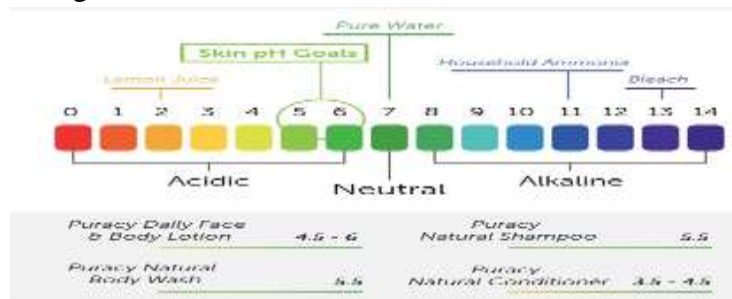 Pure Water
Skin pH Goals
Household Ammonia
Lemon Juice
Bleach
0 1 2 3 4 5 6 7 8 9 10 11 12 13 14
Acidic
Neutral
Alkaline
Puracy Daily Face
& Body Lotion 4.5 - 6
Puracy
Natural Shampoo 5.5
Puracy Natural
Body Wash 5.5
Puracy
Natural Conditioner 3.5 - 4.5